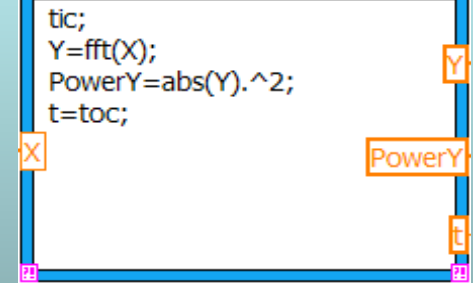 tic;
Y=fft(X);
PowerY=abs(Y).^2;
t=toc;
Y
X
PowerY
t
?!
?!